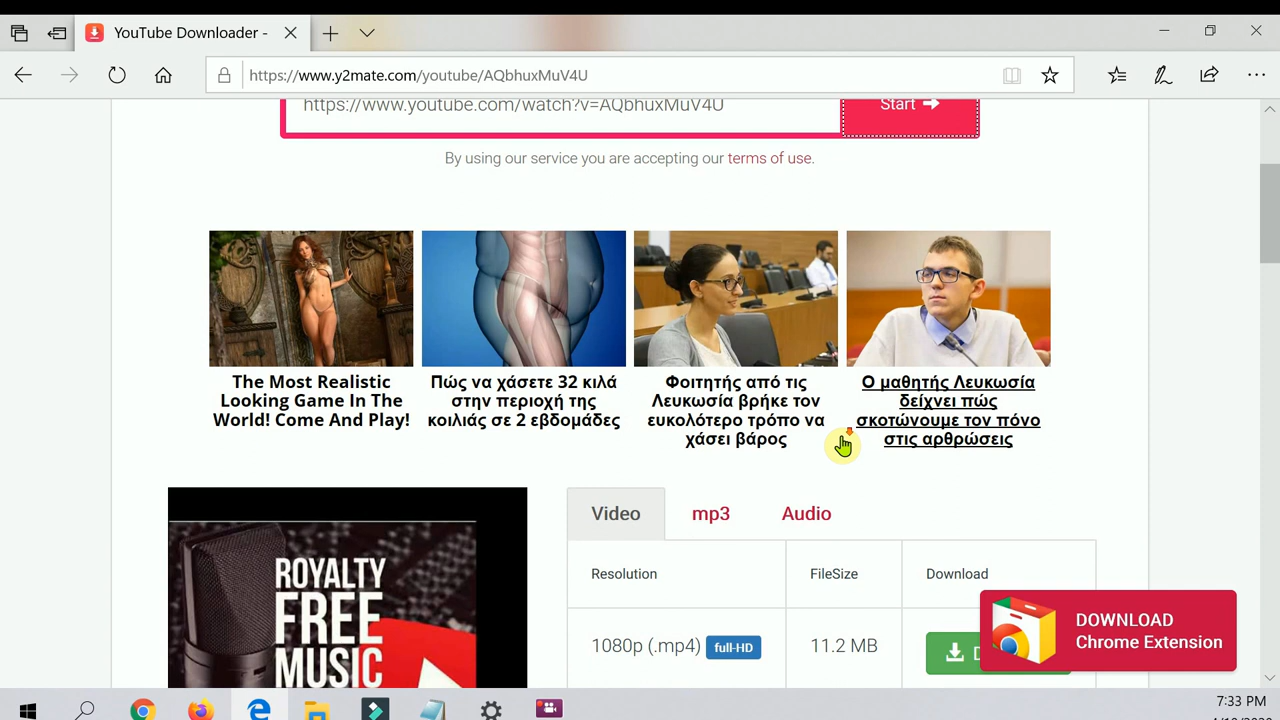 YouTube Downloader -
https://www.y2mate.com/youtube/AQbhuxMuV4U
https://www.youtube.com/watch?v=AQbhuxMuV4U
Start
By using our service you are accepting our terms of use.
The Most Realistic
Looking Game In The
World! Come And Play!
Πώς να χάσετε 32 κιλά
στην περιοχή της
κοιλιάς σε 2 εβδομάδες
Φοιτητής από τις
Λευκωσία βρήκε τον
ευκολότερο τρόπο να
χάσει βάρος
Ο μαθητής Λευκωσία
δείχνει πώς
σκοτώνουμε τον πόνο
στις αρθρώσεις
ROYALTY
FREE
MUSIC
Video mp3 Audio
Resolution FileSize Download
1080p (.mp4) full-HD 11.2 MB
DOWNLOAD
Chrome Extension
7:33 PM